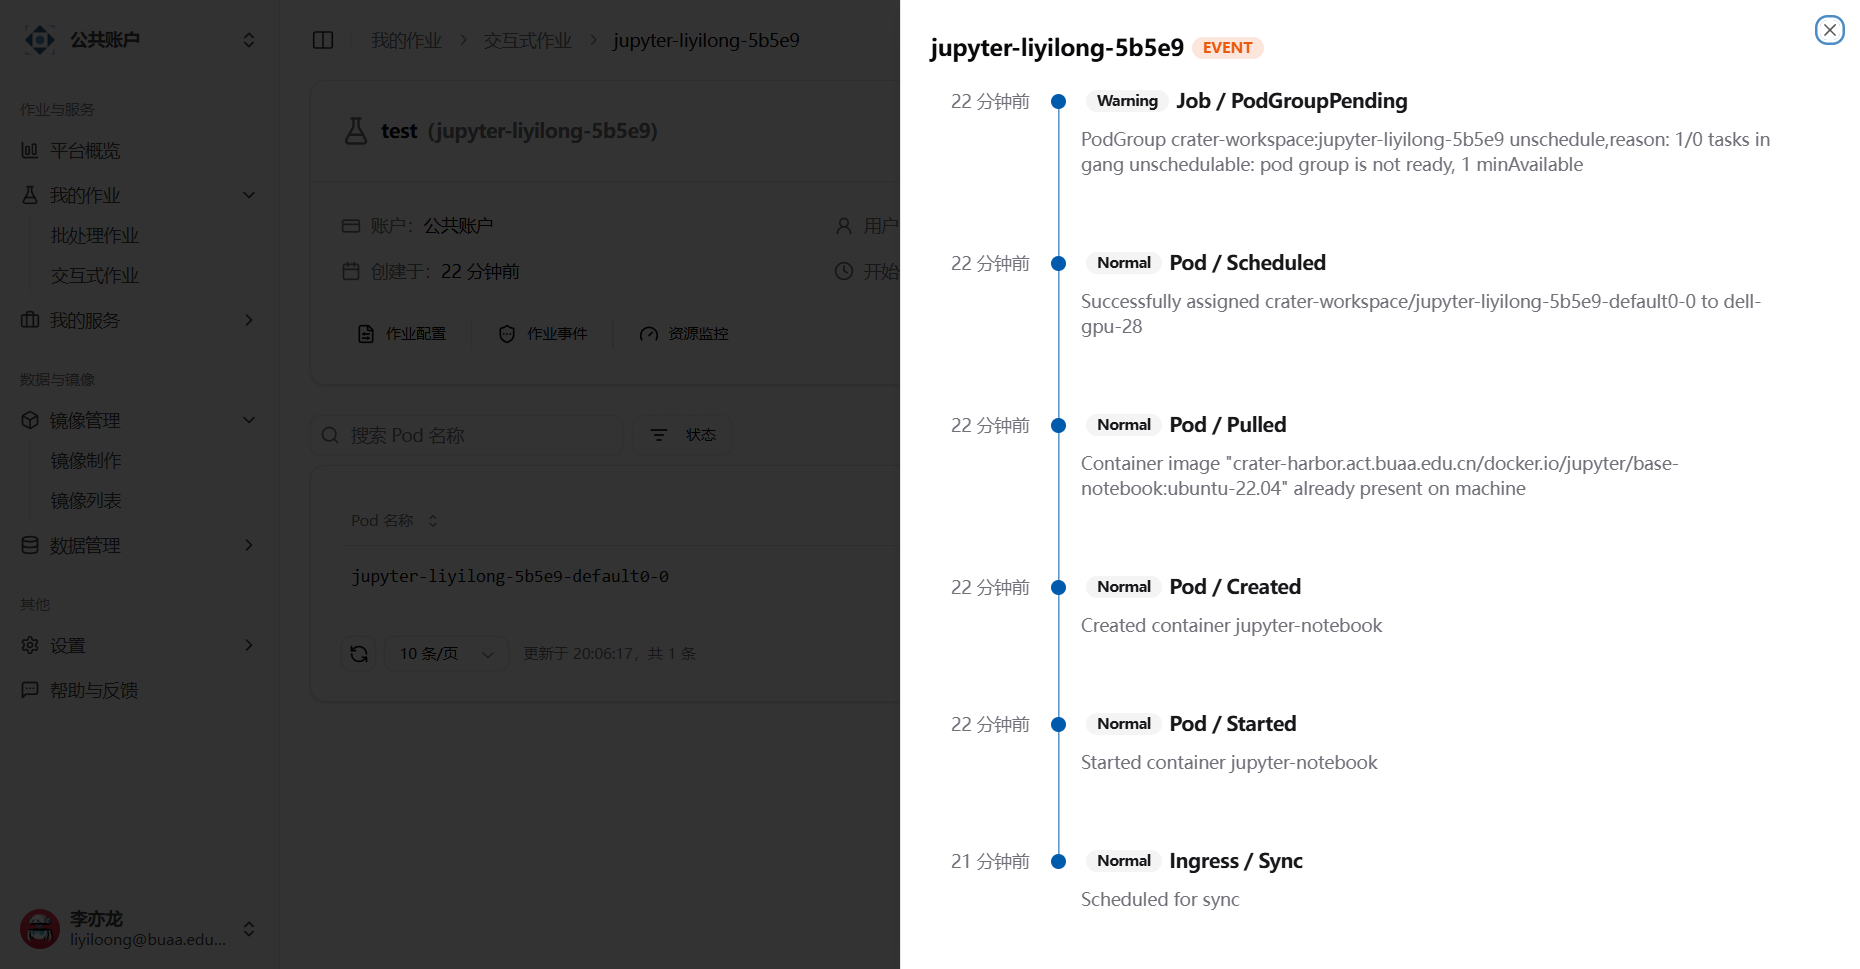 公共账户
作业与服务
平台概览
我的作业
批处理作业
交互式作业
我的服务
数据与镜像
镜像管理
镜像制作
镜像列表
数据管理
其他
设置
帮助与反馈
李亦龙
liyiloong@buaa.edu...
我的作业 > 交互式作业 > jupyter-liyilong-5b5e9
test (jupyter-liyilong-5b5e9)
账户： 公共账户
用户
创建于： 22 分钟前
作业配置
作业事件
资源监控
搜索 Pod 名称
状态
Pod 名称
jupyter-liyilong-5b5e9-default0-0
10 条/页
更新于 20:06:17，共 1 条
jupyter-liyilong-5b5e9 EVENT
22 分钟前 Warning Job / PodGroupPending
PodGroup crater-workspace:jupyter-liyilong-5b5e9 unschedule,reason: 1/0 tasks in
gang unschedulable: pod group is not ready, 1 minAvailable
22 分钟前 Normal Pod / Scheduled
Successfully assigned crater-workspace/jupyter-liyilong-5b5e9-default0-0 to dell-
gpu-28
22 分钟前 Normal Pod / Pulled
Container image "crater-harbor.act.buaa.edu.cn/docker.io/jupyter/base-
notebook:ubuntu-22.04" already present on machine
22 分钟前 Normal Pod / Created
Created container jupyter-notebook
22 分钟前 Normal Pod / Started
Started container jupyter-notebook
21 分钟前 Normal Ingress / Sync
Scheduled for sync